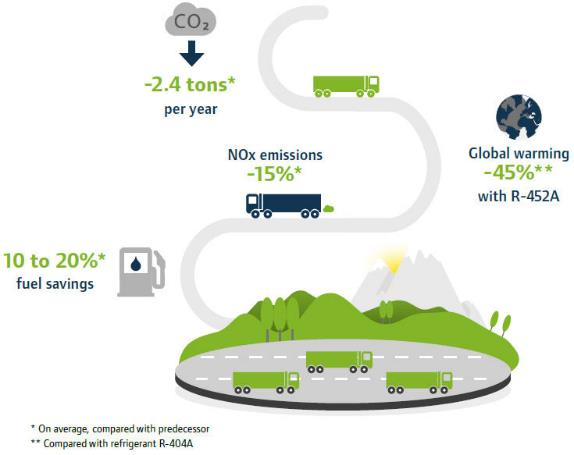 CO₂
-2.4 tons*
per year
NOx emissions
-15%*
Global warming
-45%**
with R-452A
10 to 20%*
fuel savings
* On average, compared with predecessor
** Compared with refrigerant R-404A